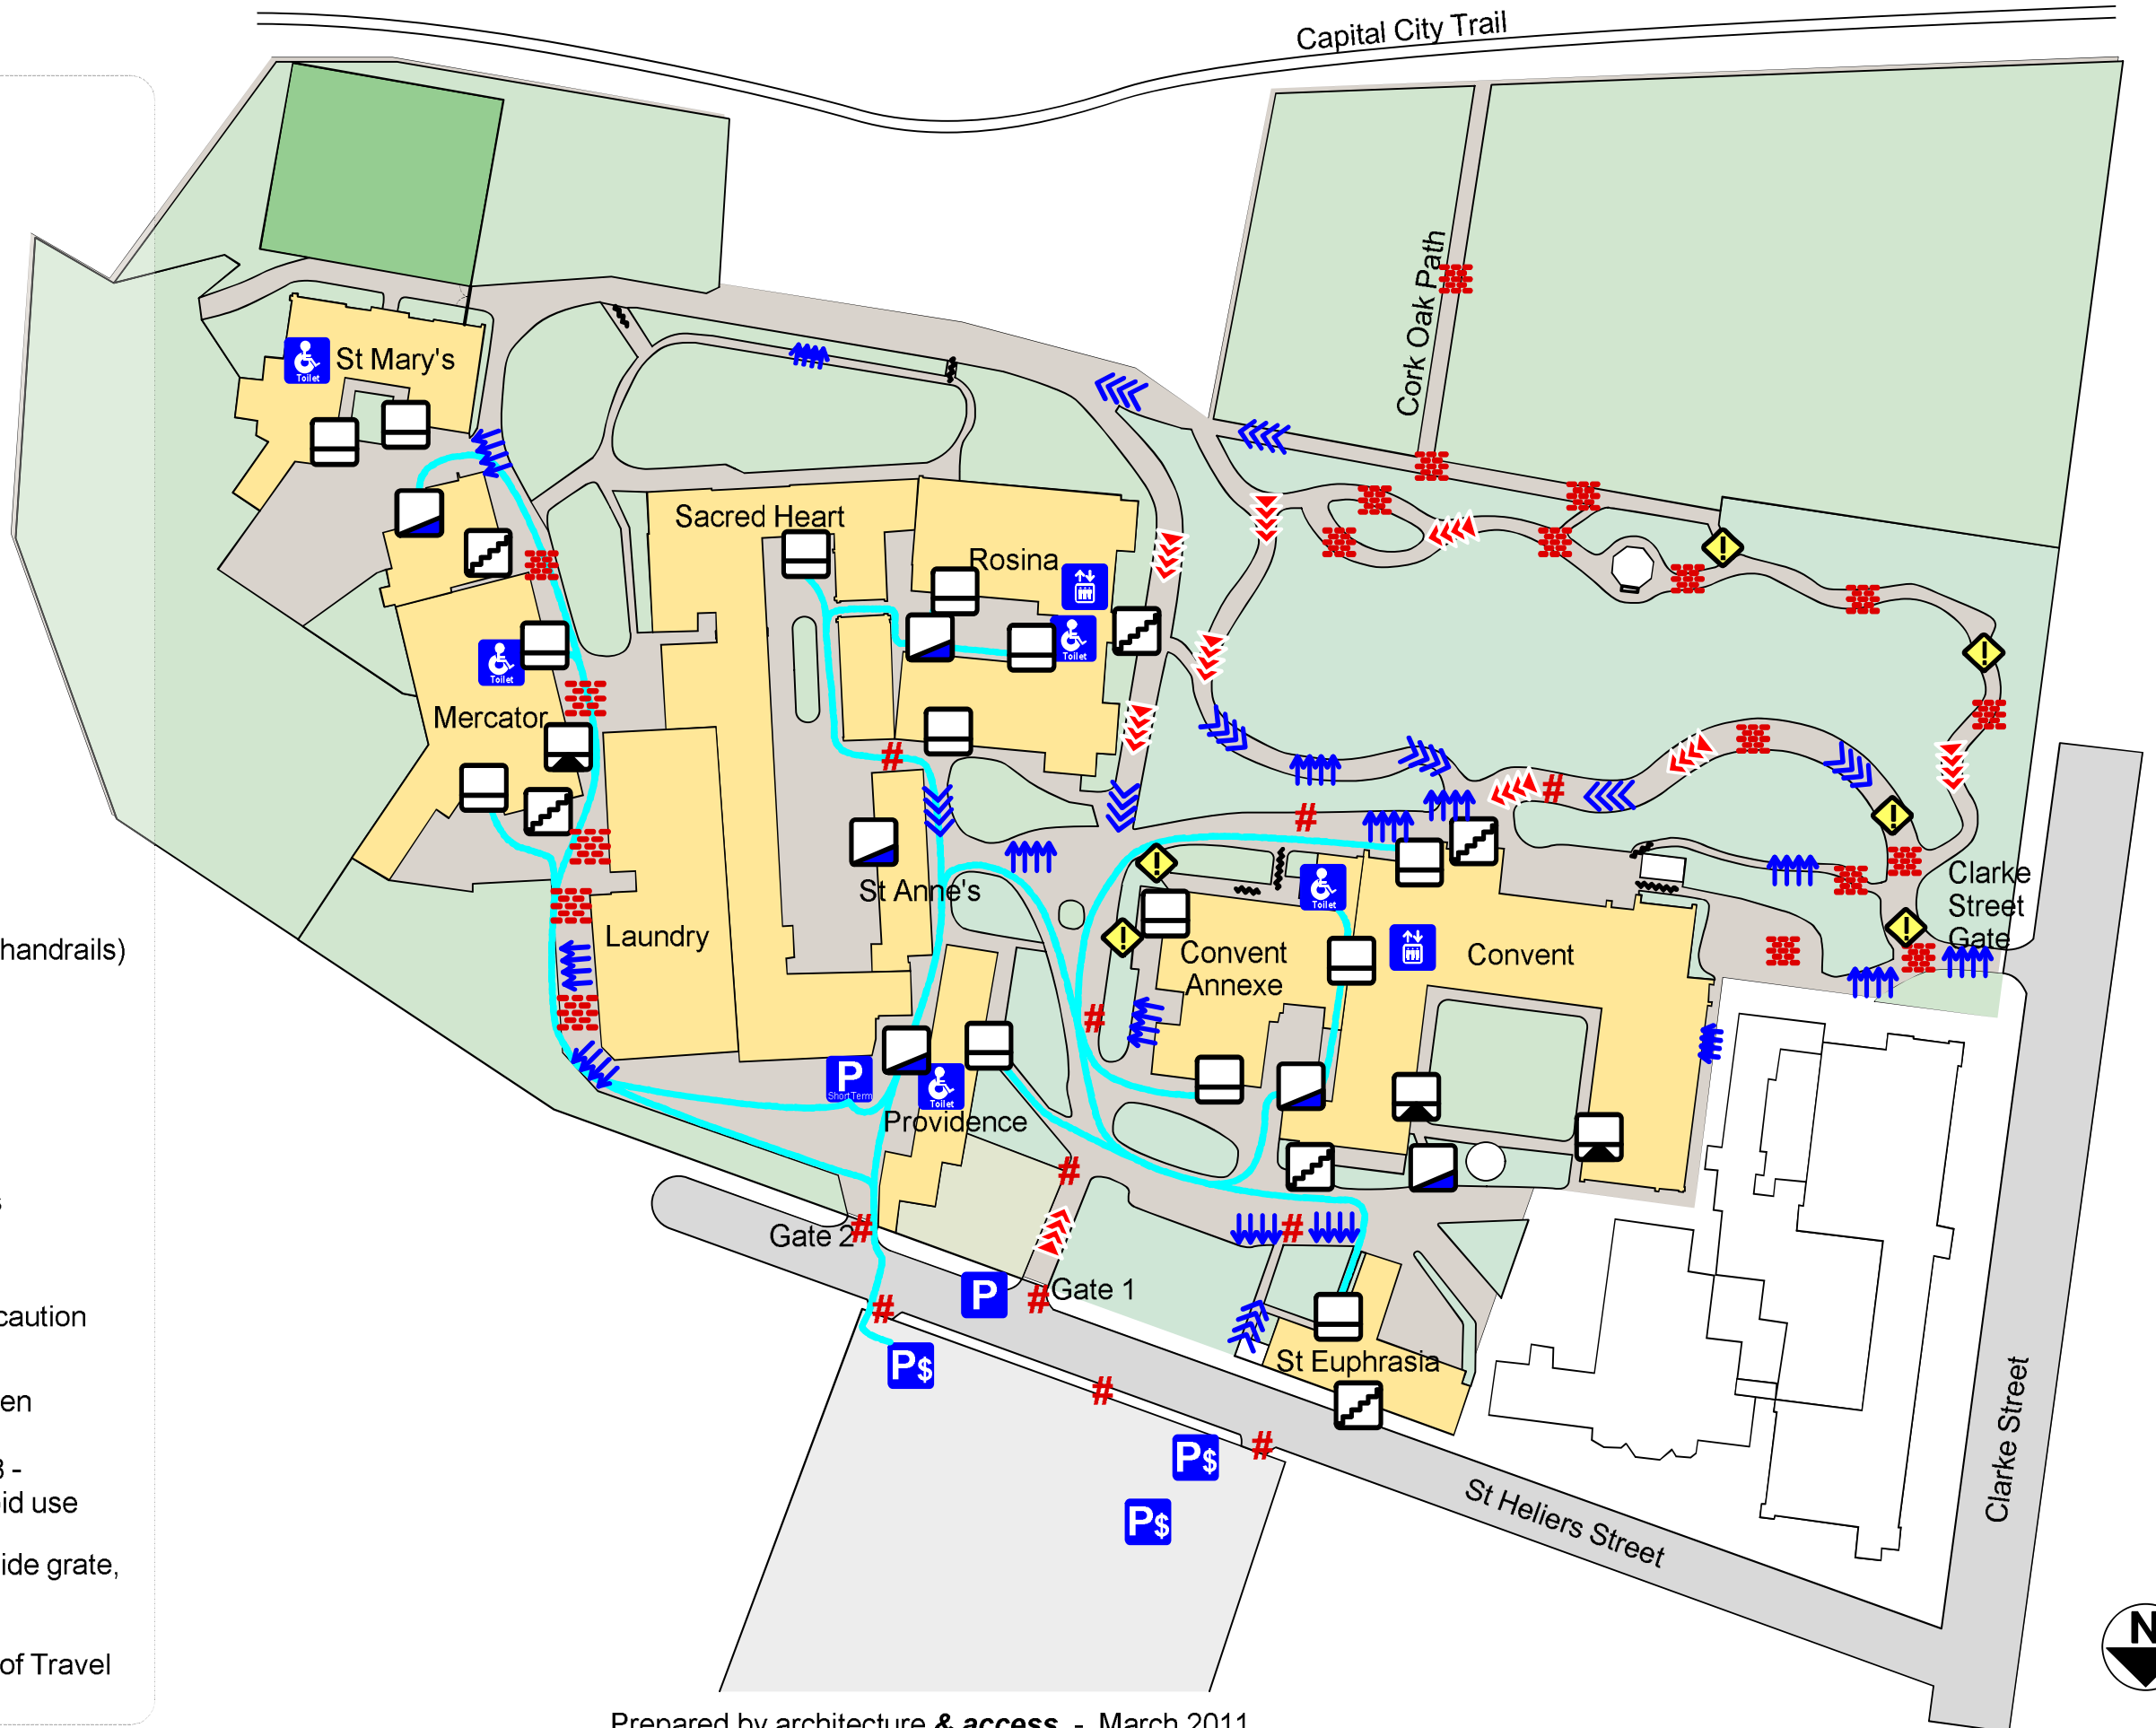 Capital City Trail
Cork Oak Path
St Mary's
Toilet
Sacred Heart
Rosina
Toilet
Toilet
Mercator
St Anne's
Laundry
Clarke
Street
Gate
Toilet
Convent
Annexe
Convent
handrails)
P
Short Term
Toilet
Providence
Gate 2
Gate 1
P
P$
St Euphrasia
P$
P$
St Heliers Street
Clarke Street
caution
en
id use
ide grate,
of Travel
N
Prepared by architecture & access - March 2011